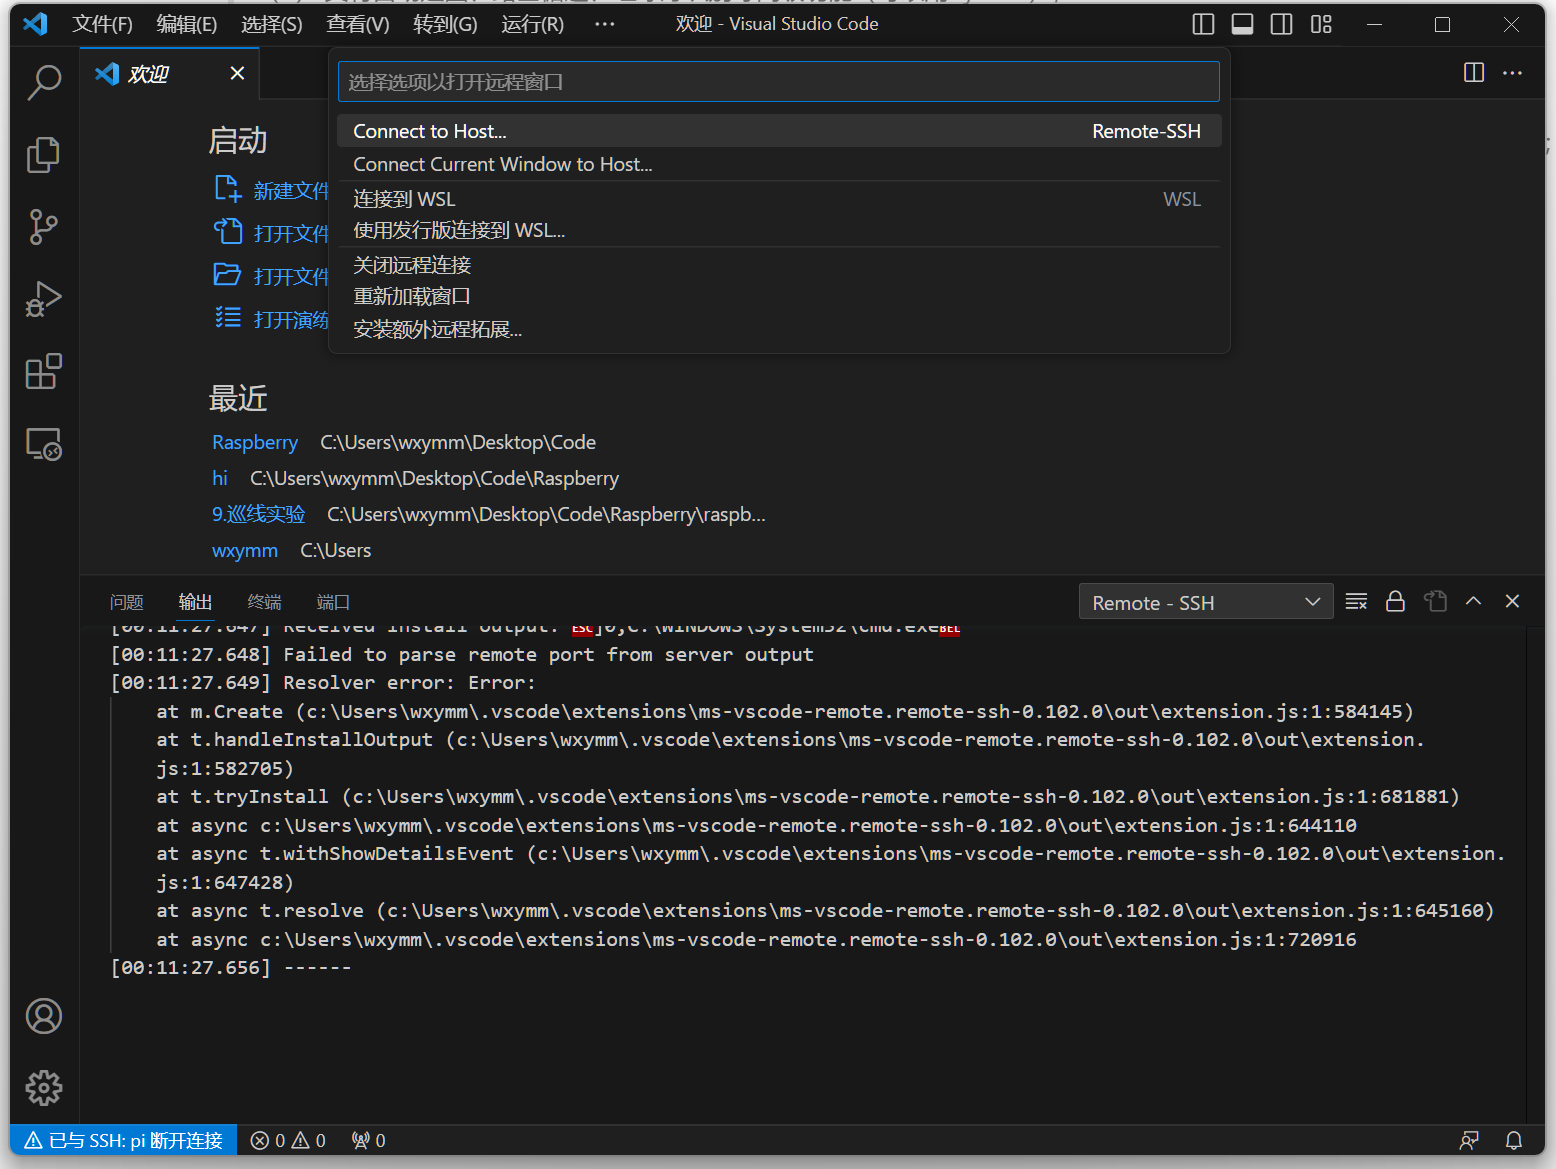 文件(F) 编辑(E) 选择(S) 查看(V) 转到(G) 运行(R) ··· 欢迎 - Visual Studio Code
欢迎
选择选项以打开远程窗口
Connect to Host... Remote-SSH
Connect Current Window to Host...
连接到 WSL WSL
使用发行版连接到 WSL...
关闭远程连接
重新加载窗口
安装额外远程拓展...
启动
新建文件
打开文件
打开文件
打开演练
最近
Raspberry C:\Users\wxymm\Desktop\Code
hi C:\Users\wxymm\Desktop\Code\Raspberry
9.巡线实验 C:\Users\wxymm\Desktop\Code\Raspberry\raspb...
wxymm C:\Users
问题 输出 终端 端口 Remote - SSH
[00:11:27.647] Received install output: ESC]0;C:\WINDOWS\System32\cmd.exeBEL
[00:11:27.648] Failed to parse remote port from server output
[00:11:27.649] Resolver error: Error:
at m.Create (c:\Users\wxymm\.vscode\extensions\ms-vscode-remote.remote-ssh-0.102.0\out\extension.js:1:584145)
at t.handleInstallOutput (c:\Users\wxymm\.vscode\extensions\ms-vscode-remote.remote-ssh-0.102.0\out\extension.
js:1:582705)
at t.tryInstall (c:\Users\wxymm\.vscode\extensions\ms-vscode-remote.remote-ssh-0.102.0\out\extension.js:1:681881)
at async c:\Users\wxymm\.vscode\extensions\ms-vscode-remote.remote-ssh-0.102.0\out\extension.js:1:644110
at async t.withShowDetailsEvent (c:\Users\wxymm\.vscode\extensions\ms-vscode-remote.remote-ssh-0.102.0\out\extension.
js:1:647428)
at async t.resolve (c:\Users\wxymm\.vscode\extensions\ms-vscode-remote.remote-ssh-0.102.0\out\extension.js:1:645160)
at async c:\Users\wxymm\.vscode\extensions\ms-vscode-remote.remote-ssh-0.102.0\out\extension.js:1:720916
[00:11:27.656] ------
已与 SSH: pi 断开连接 0 0 0